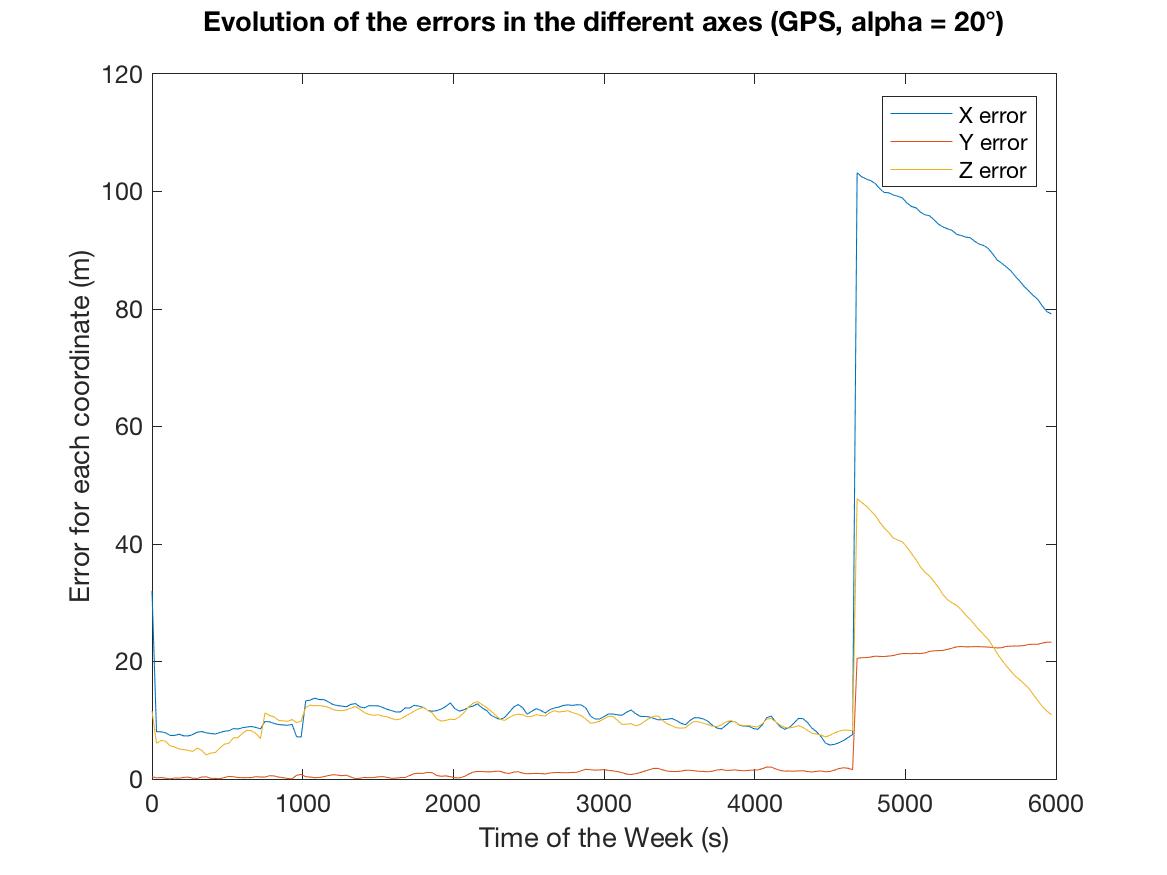 Evolution of the errors in the different axes (GPS, alpha = 20°)
120
100
80
60
40
20
0
Error for each coordinate (m)
X error
Y error
Z error
0 1000 2000 3000 4000 5000 6000
Time of the Week (s)